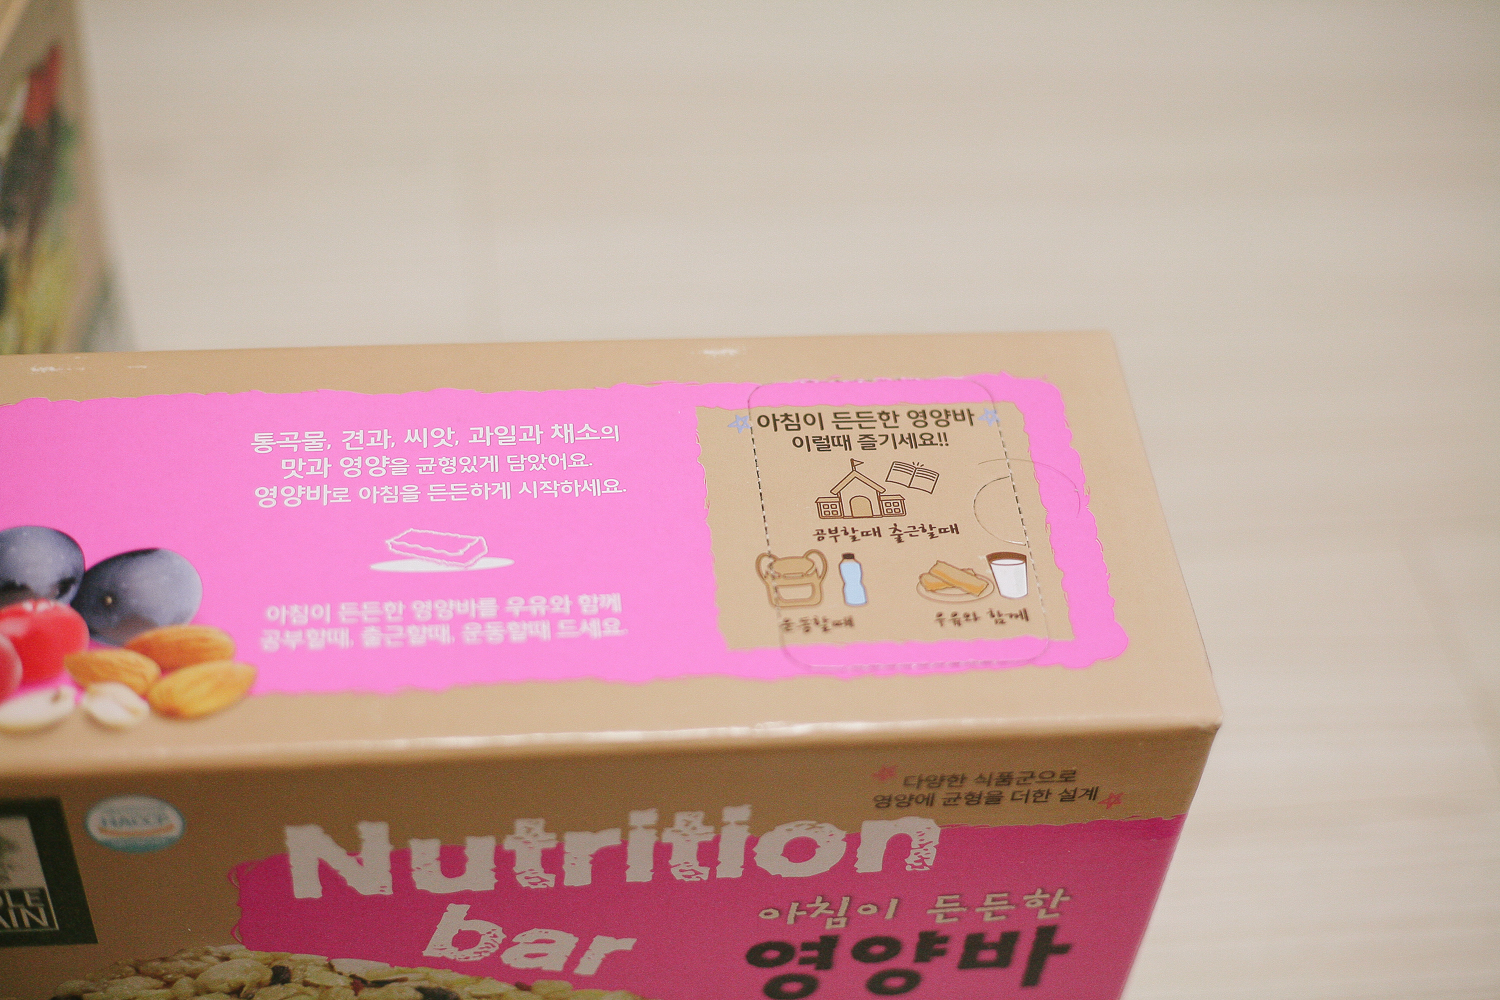 통곡물, 견과, 씨앗, 과일과 채소의
맛과 영양을 균형있게 담았어요.
영양바로 아침을 든든하게 시작하세요.
아침이 든든한 영양바를 우유와 함께
공부할때, 출근할때, 운동할때 드세요.
아침이 든든한 영양바
이럴때 즐기세요!!
공부할때 출근할때
운동할때
우유와 함께
다양한 식품군으로
영양에 균형을 더한 설계
HACCP
Nutrition
bar
아침이 든든한
영양바